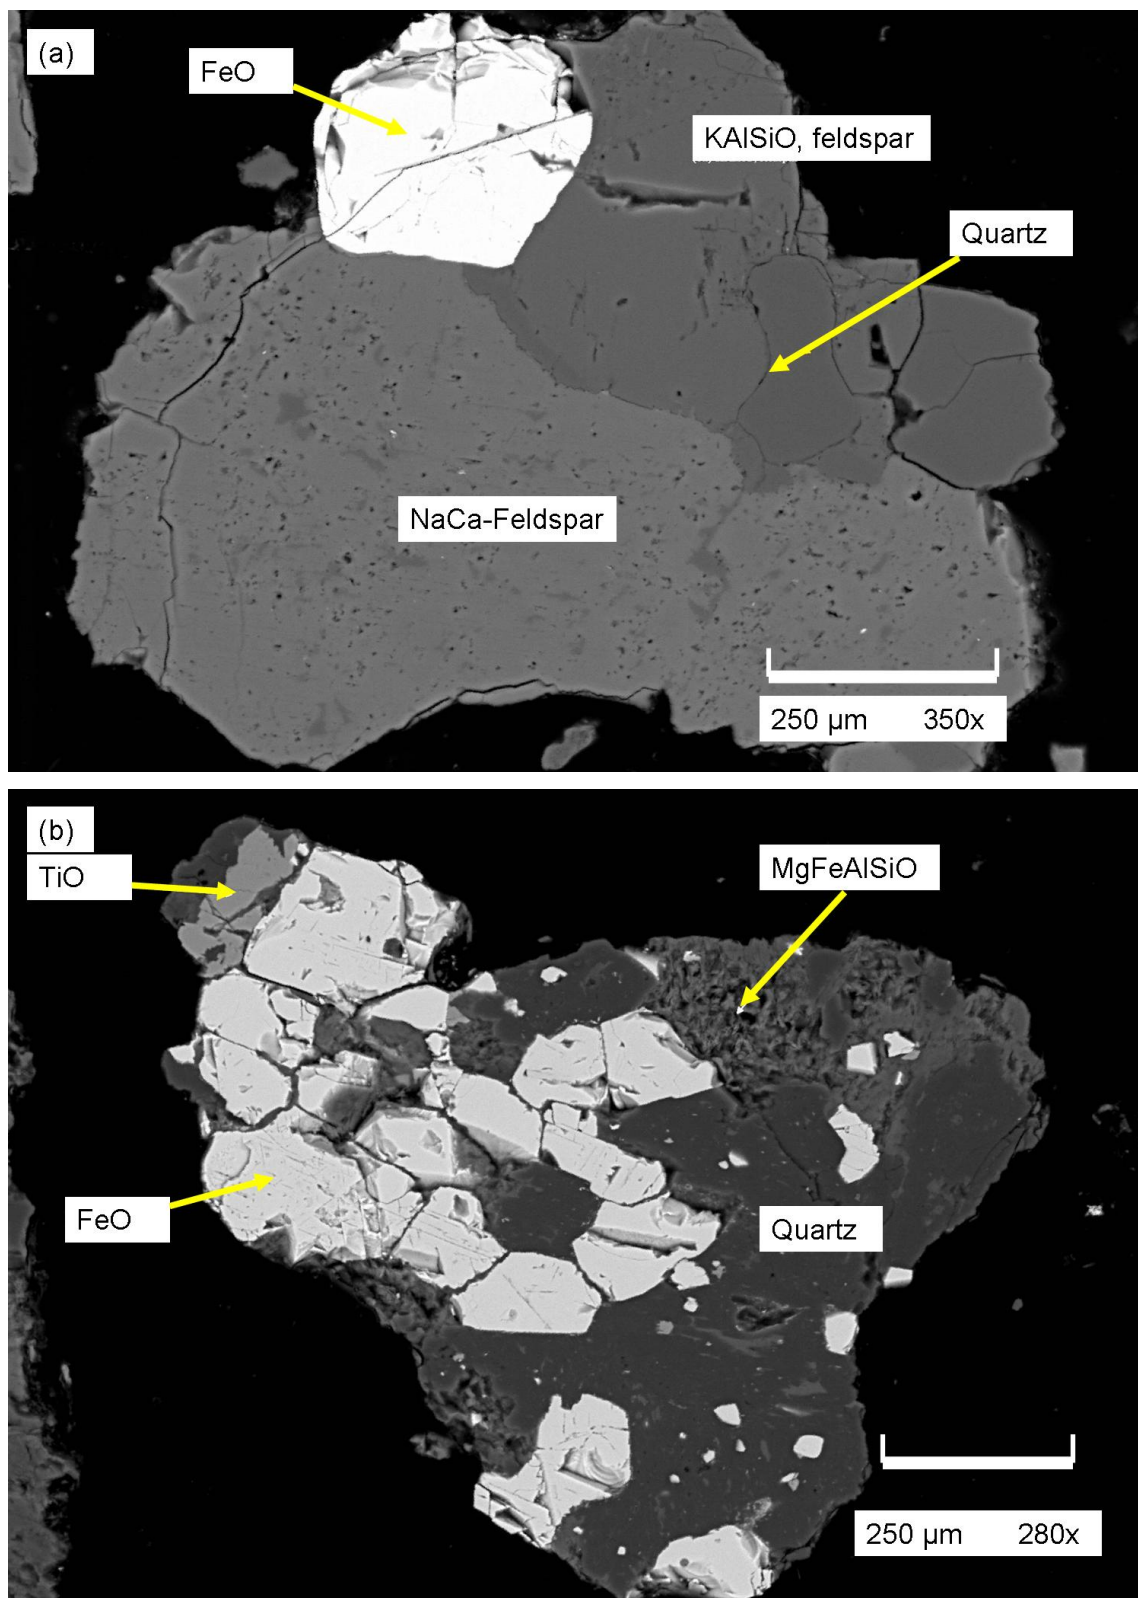 (a)
FeO
KAlSiO, feldspar
Quartz
NaCa-Feldspar
250 µm 350x
(b)
TiO
MgFeAlSiO
FeO
Quartz
250 µm 280x